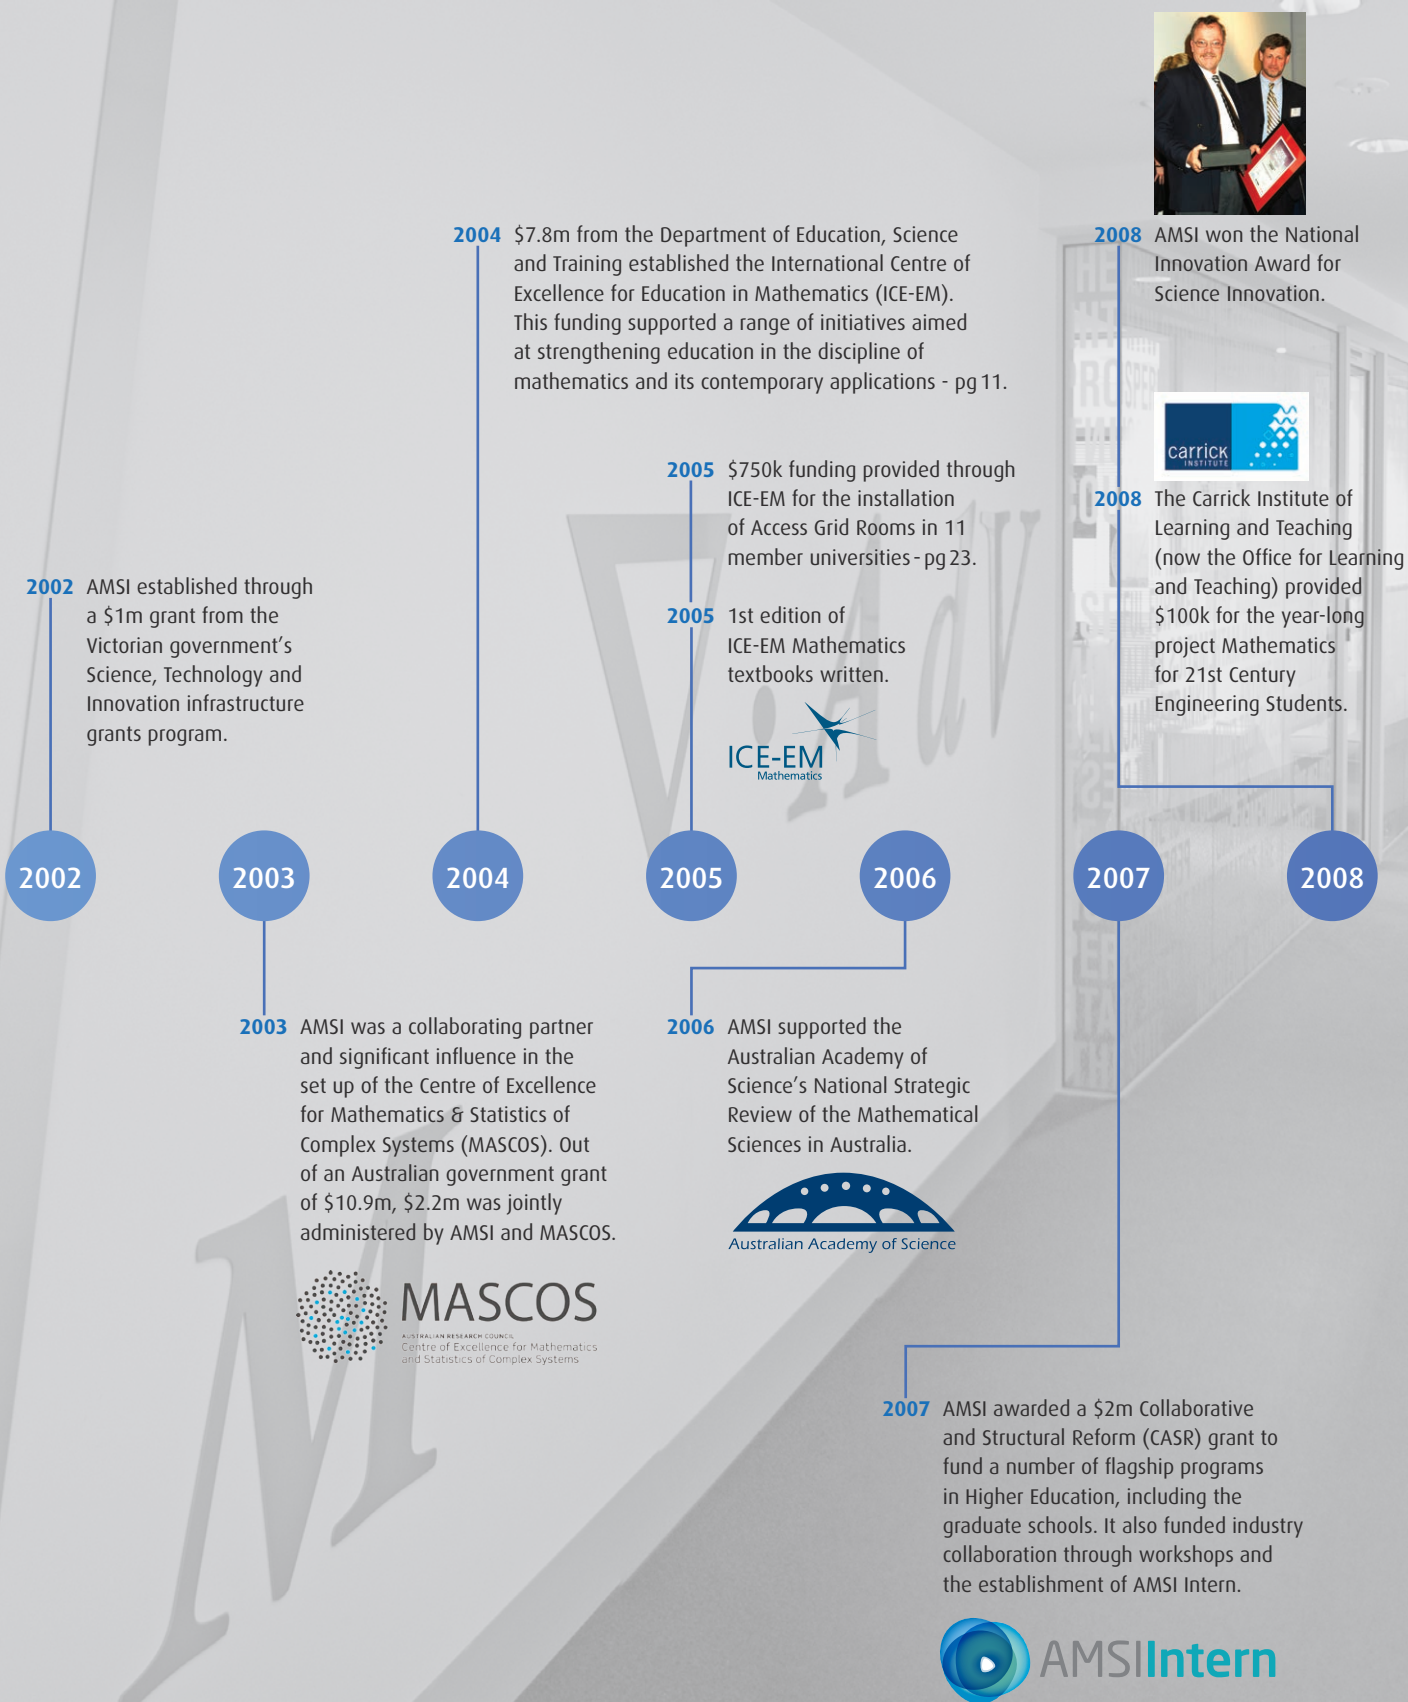 2004 $7.8m from the Department of Education, Science
and Training established the International Centre of
Excellence for Education in Mathematics (ICE-EM).
This funding supported a range of initiatives aimed
at strengthening education in the discipline of
mathematics and its contemporary applications - pg 11.
2008 AMSI won the National
Innovation Award for
Science Innovation.
carrick
INSTITUTE
2005 $750k funding provided through
ICE-EM for the installation
of Access Grid Rooms in 11
member universities - pg 23.
2008 The Carrick Institute of
Learning and Teaching
(now the Office for Learning
and Teaching) provided
$100k for the year-long
project Mathematics
for 21st Century
Engineering Students.
2002 AMSI established through
a $1m grant from the
Victorian government's
Science, Technology and
Innovation infrastructure
grants program.
2005 1st edition of
ICE-EM Mathematics
textbooks written.
ICE-EM
Mathematics
∇·AdV
2002 2003 2004 2005 2006 2007 2008
2003 AMSI was a collaborating partner
and significant influence in the
set up of the Centre of Excellence
for Mathematics & Statistics of
Complex Systems (MASCOS). Out
of an Australian government grant
of $10.9m, $2.2m was jointly
administered by AMSI and MASCOS.
MASCOS
AUSTRALIAN RESEARCH COUNCIL
Centre of Excellence for Mathematics
and Statistics of Complex Systems
2006 AMSI supported the
Australian Academy of
Science's National Strategic
Review of the Mathematical
Sciences in Australia.
Australian Academy of Science
M
2007 AMSI awarded a $2m Collaborative
and Structural Reform (CASR) grant to
fund a number of flagship programs
in Higher Education, including the
graduate schools. It also funded industry
collaboration through workshops and
the establishment of AMSI Intern.
AMSIIntern